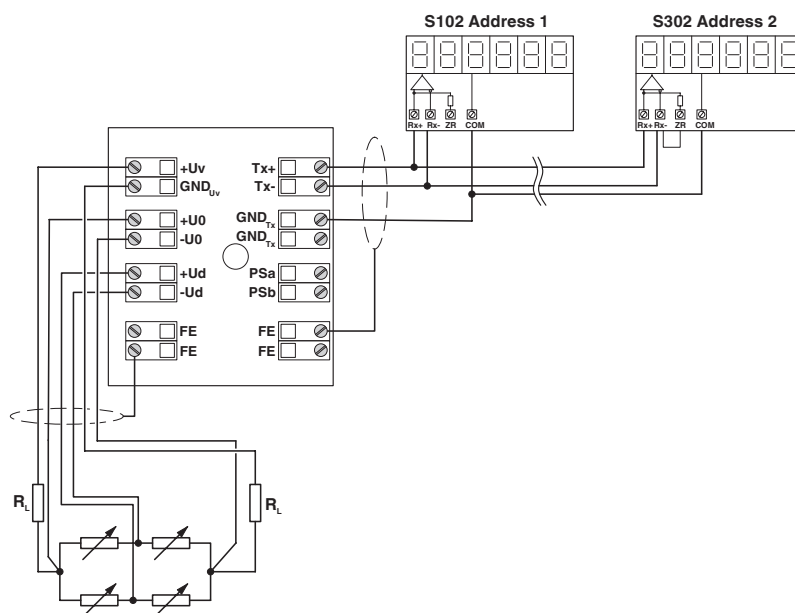 S102 Address 1
S302 Address 2
Rx+ Rx- ZR COM
Rx+ Rx- ZR COM
+Uv
GNDUv
+U0
-U0
+Ud
-Ud
FE
FE
Tx+
Tx-
GNDTx
GNDTx
PSa
PSb
FE
FE
RL
RL